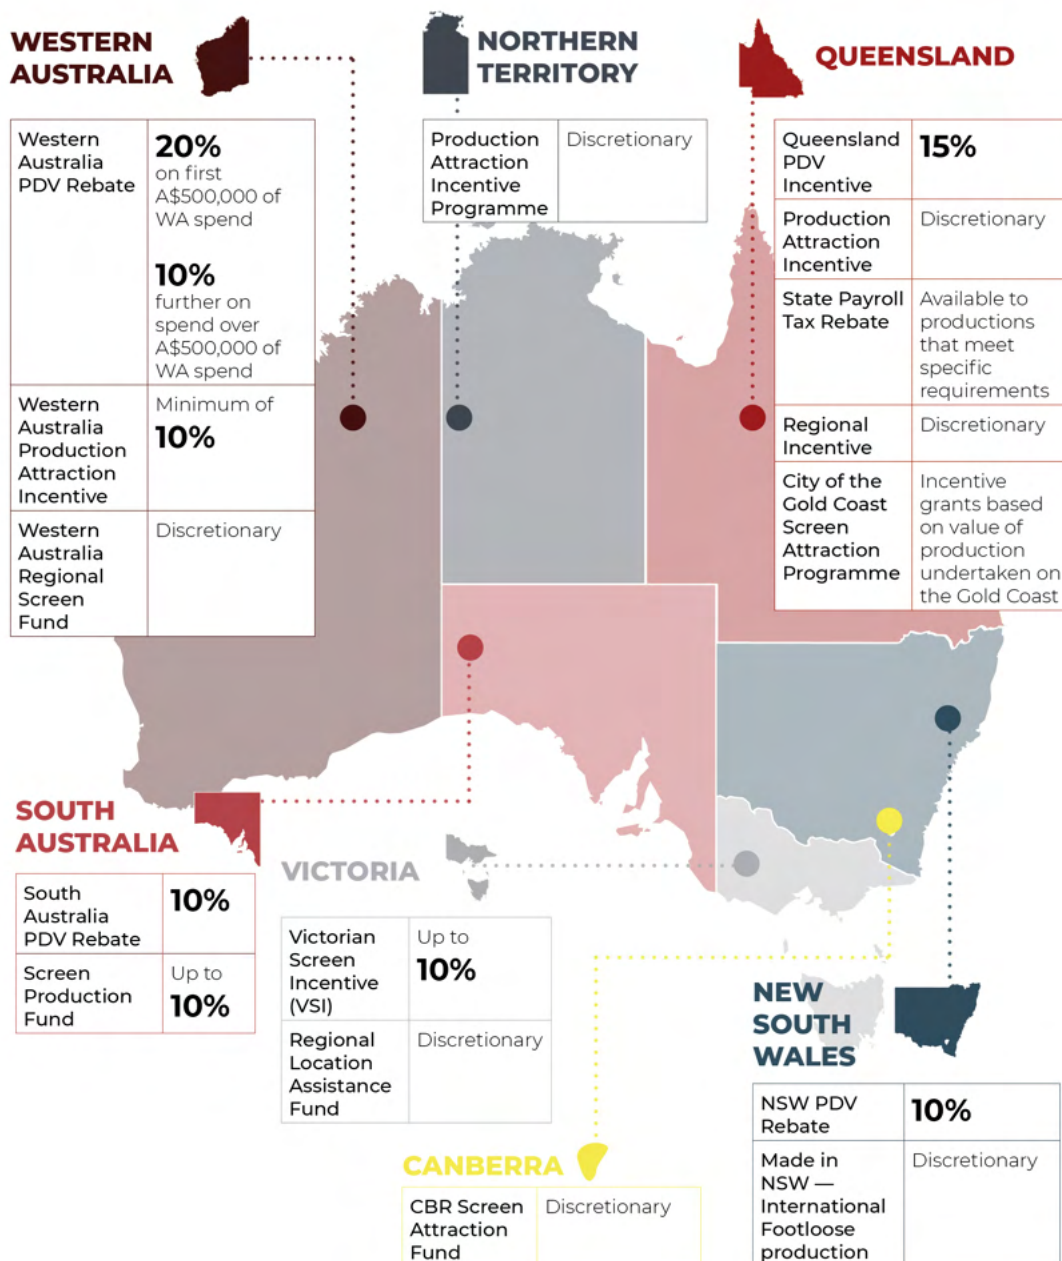 WESTERN
AUSTRALIA
Western
Australia
PDV Rebate
20%
on first
A$500,000 of
WA spend
10%
further on
spend over
A$500,000 of
WA spend
Western
Australia
Production
Attraction
Incentive
Minimum of
10%
Western
Australia
Regional
Screen
Fund
Discretionary
NORTHERN
TERRITORY
Production
Attraction
Incentive
Programme
Discretionary
QUEENSLAND
Queensland
PDV
Incentive
15%
Production
Attraction
Incentive
Discretionary
State Payroll
Tax Rebate
Available to
productions
that meet
specific
requirements
Regional
Incentive
Discretionary
City of the
Gold Coast
Screen
Attraction
Programme
Incentive
grants based
on value of
production
undertaken on
the Gold Coast
SOUTH
AUSTRALIA
South
Australia
PDV Rebate
10%
Screen
Production
Fund
Up to
10%
VICTORIA
Victorian
Screen
Incentive
(VSI)
Up to
10%
Regional
Location
Assistance
Fund
Discretionary
CANBERRA
CBR Screen
Attraction
Fund
Discretionary
NEW
SOUTH
WALES
NSW PDV
Rebate
10%
Made in
NSW —
International
Footloose
production
Discretionary